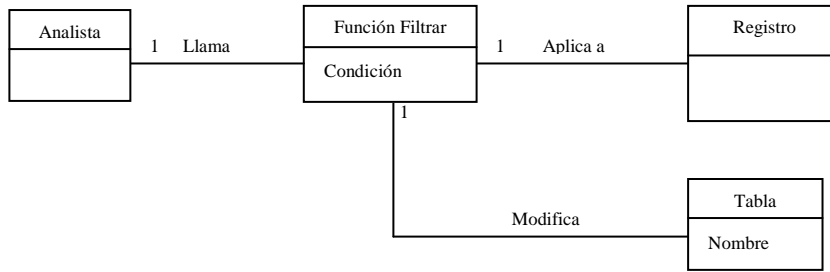 Analista
1 Llama
Función Filtrar
Condición
1 Aplica a
Registro
1
Modifica
Tabla
Nombre